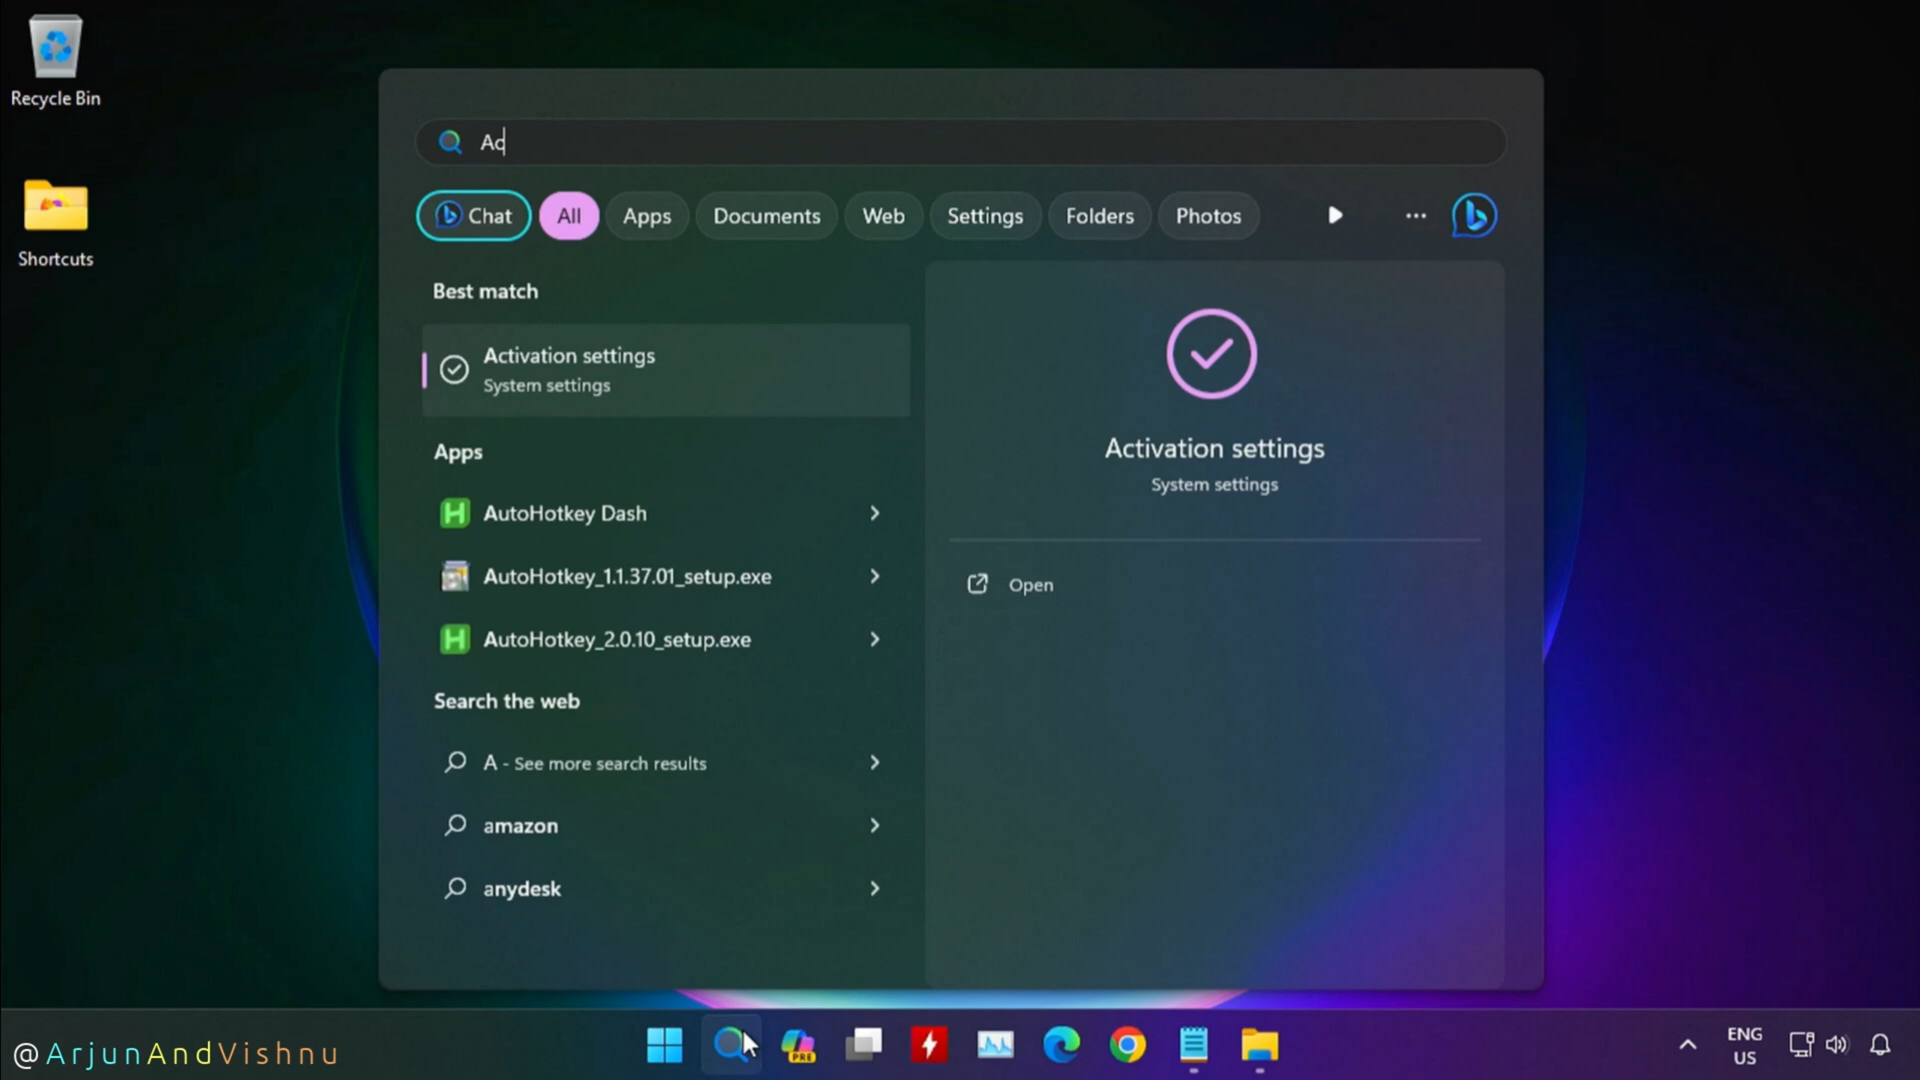 Recycle Bin
Shortcuts
Ac
Chat
All
Apps
Documents
Web
Settings
Folders
Photos
Best match
Activation settings
System settings
Apps
AutoHotkey Dash
AutoHotkey_1.1.37.01_setup.exe
AutoHotkey_2.0.10_setup.exe
Search the web
A - See more search results
amazon
anydesk
Activation settings
System settings
Open
@ArjunAndVishnu
PRE
ENG
US